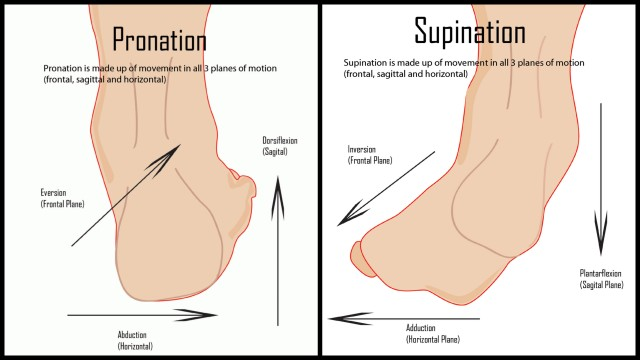 Pronation
Pronation is made up of movement in all 3 planes of motion
(frontal, sagittal and horizontal)
Dorsiflexion
(Sagital)
Eversion
(Frontal Plane)
Abduction
(Horizontal)
Supination
Supination is made up of movement in all 3 planes of motion
(frontal, sagittal and horizontal)
Inversion
(Frontal Plane)
Plantarflexion
(Sagital Plane)
Adduction
(Horizontal Plane)